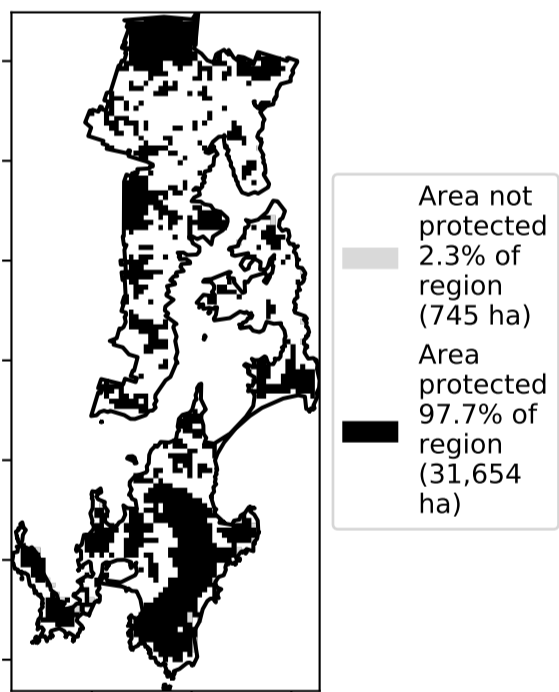 Area not
protected
2.3% of
region
(745 ha)
Area
protected
97.7% of
region
(31,654
ha)